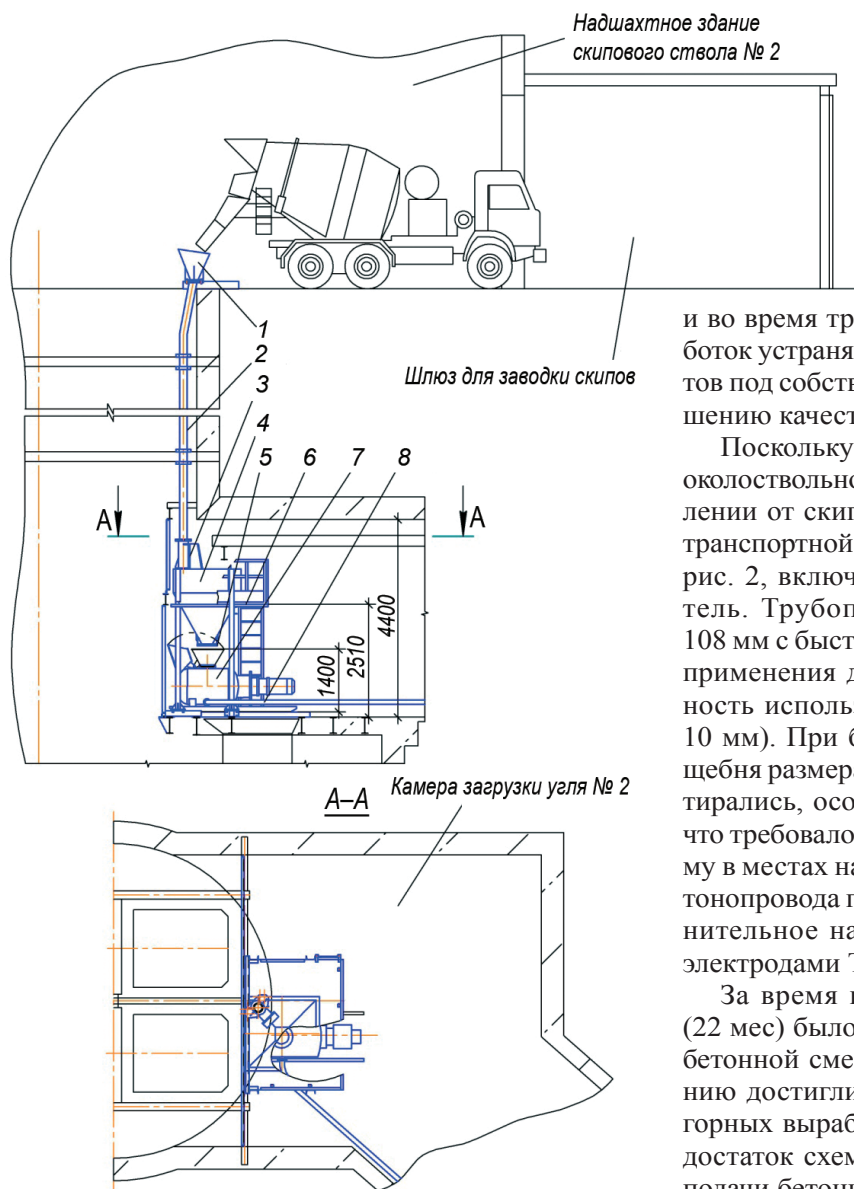 Надшахтное здание
скипового ствола № 2
1
2
3
4
5
6
7
8
Шлюз для заводки скипов
А
А
4400
2510
1400
А–А
Камера загрузки угля № 2
и во время тр
боток устраня
тов под собств
шению качест
Поскольку
околоствольно
лении от скип
транспортной
рис. 2, включ
тель. Трубоп
108 мм с быст
применения д
ность исполь
10 мм). При б
щебня размера
тирались, осо
что требовало
му в местах на
тонопровода
нительное на
электродами Т
За время
(22 мес) было
бетонной сме
нию достигли
горных выраб
достаток схем
подачи бетон